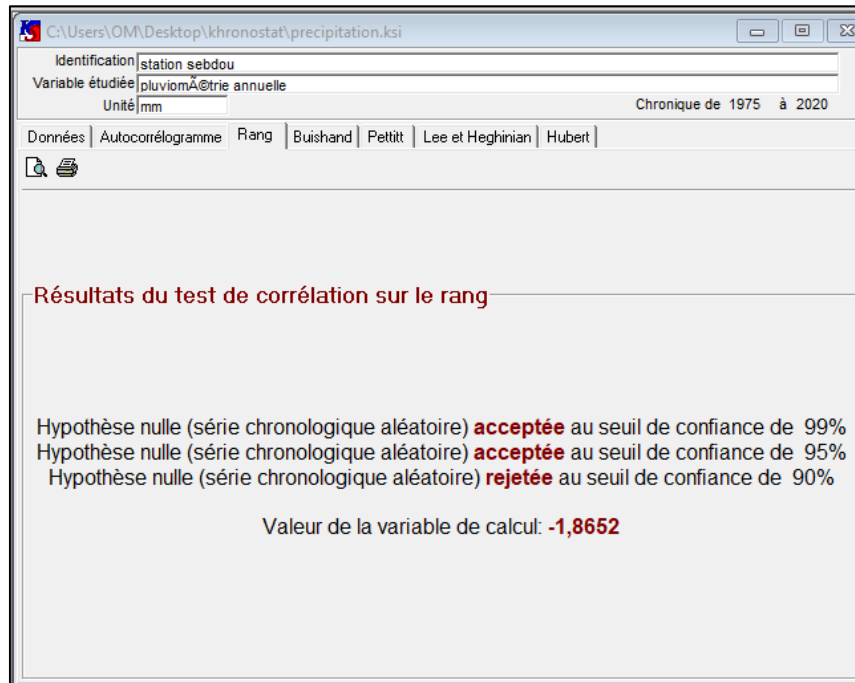 C:\Users\OM\Desktop\khronostat\precipitation.ksi
Identification station sebdou
Variable étudiée pluviomÃ©trie annuelle
Unité mm Chronique de 1975 à 2020
Données Autocorrélogramme Rang Buishand Pettitt Lee et Heghinian Hubert
Résultats du test de corrélation sur le rang
Hypothèse nulle (série chronologique aléatoire) acceptée au seuil de confiance de 99%
Hypothèse nulle (série chronologique aléatoire) acceptée au seuil de confiance de 95%
Hypothèse nulle (série chronologique aléatoire) rejetée au seuil de confiance de 90%
Valeur de la variable de calcul: -1,8652